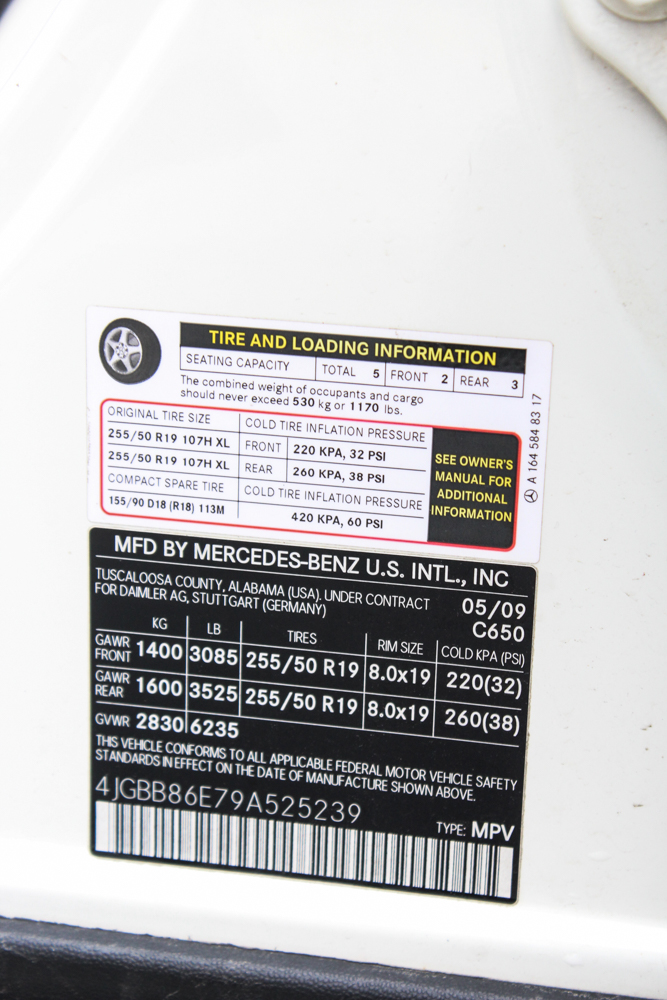 TIRE AND LOADING INFORMATION
SEATING CAPACITY TOTAL 5 FRONT 2 REAR 3
The combined weight of occupants and cargo
should never exceed 530 kg or 1170 lbs.
ORIGINAL TIRE SIZE COLD TIRE INFLATION PRESSURE
255/50 R19 107H XL FRONT 220 KPA, 32 PSI
255/50 R19 107H XL REAR 260 KPA, 38 PSI
COMPACT SPARE TIRE COLD TIRE INFLATION PRESSURE
155/90 D18 (R18) 113M 420 KPA, 60 PSI
SEE OWNER'S
MANUAL FOR
ADDITIONAL
INFORMATION
A 164 584 83 17
MFD BY MERCEDES-BENZ U.S. INTL., INC
TUSCALOOSA COUNTY, ALABAMA (USA). UNDER CONTRACT
FOR DAIMLER AG, STUTTGART (GERMANY)
05/09
C650
KG LB TIRES RIM SIZE COLD KPA (PSI)
GAWR FRONT 1400 3085 255/50 R19 8.0x19 220(32)
GAWR REAR 1600 3525 255/50 R19 8.0x19 260(38)
GVWR 2830 6235
THIS VEHICLE CONFORMS TO ALL APPLICABLE FEDERAL MOTOR VEHICLE SAFETY
STANDARDS IN EFFECT ON THE DATE OF MANUFACTURE SHOWN ABOVE.
4JGBB86E79A525239
TYPE: MPV